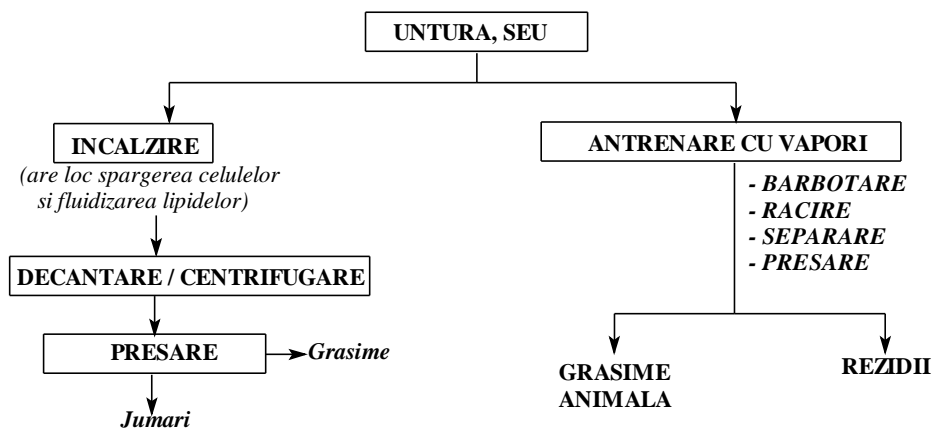 UNTURA, SEU
INCALZIRE
(are loc spargerea celulelor
si fluidizarea lipidelor)
DECANTARE / CENTRIFUGARE
PRESARE
Grasime
Jumari
ANTRENARE CU VAPORI
- BARBOTARE
- RACIRE
- SEPARARE
- PRESARE
GRASIME
ANIMALA
REZIDII